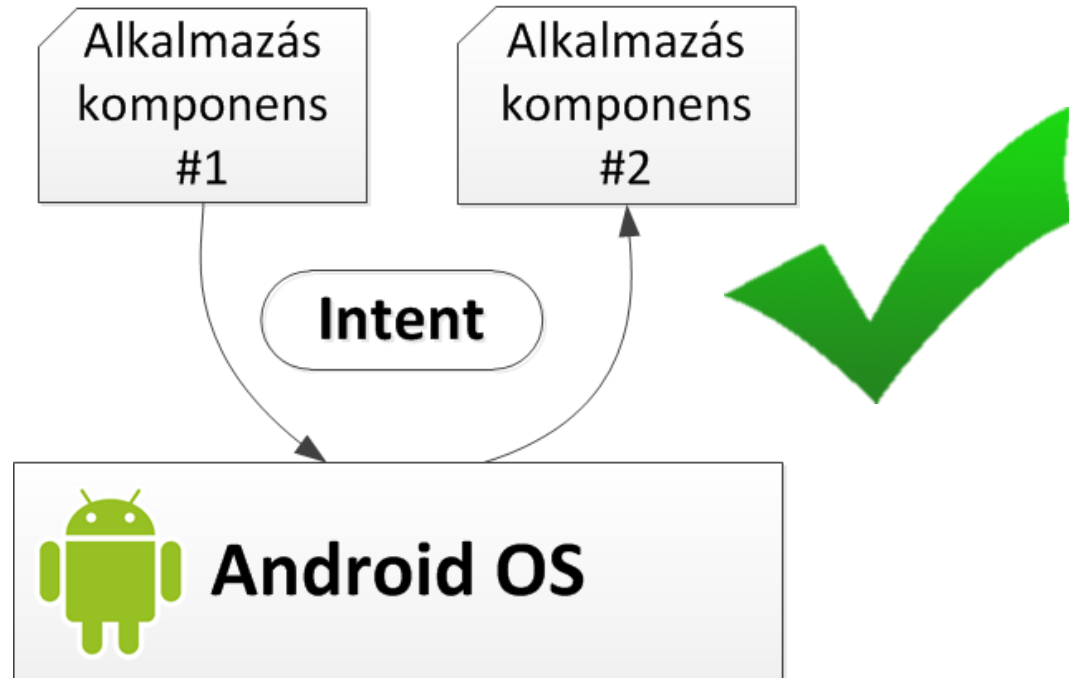 Alkalmazás
komponens
#1
Alkalmazás
komponens
#2
Intent
Android OS